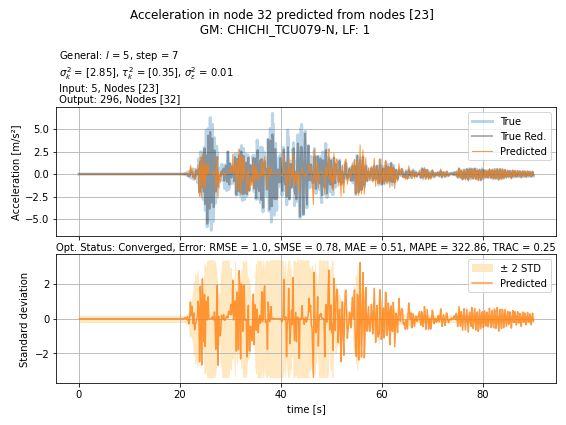 Acceleration in node 32 predicted from nodes [23]
GM: CHICHI_TCU079-N, LF: 1
General: l = 5, step = 7
σ²ₖ = [2.85], τ²ₖ = [0.35], σ²ε = 0.01
Input: 5, Nodes [23]
Output: 296, Nodes [32]
Acceleration [m/s²]
5.0
2.5
0.0
−2.5
−5.0
True
True Red.
Predicted
Opt. Status: Converged, Error: RMSE = 1.0, SMSE = 0.78, MAE = 0.51, MAPE = 322.86, TRAC = 0.25
Standard deviation
2
0
−2
± 2 STD
Predicted
0
20
40
60
80
time [s]